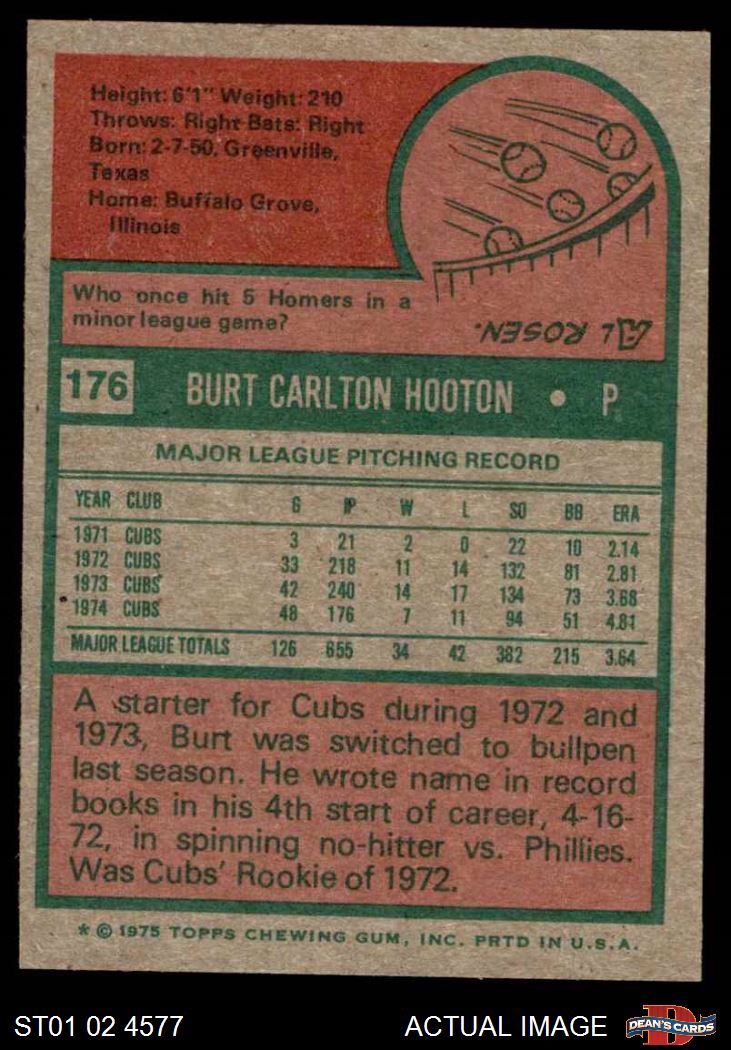 Height: 6'1" Weight: 210
Throws: Right Bats: Right
Born: 2-7-50, Greenville,
Texas
Home: Buffalo Grove,
Illinois
Who once hit 5 Homers in a
minor league game?
AL ROSEN.
176 BURT CARLTON HOOTON • P
MAJOR LEAGUE PITCHING RECORD
YEAR CLUB G IP W L SO BB ERA
1971 CUBS 3 21 2 0 22 10 2.14
1972 CUBS 33 218 11 14 132 81 2.81
1973 CUBS 42 240 14 17 134 73 3.68
1974 CUBS 48 176 7 11 94 51 4.81
MAJOR LEAGUE TOTALS 126 655 34 42 382 215 3.64
A starter for Cubs during 1972 and
1973, Burt was switched to bullpen
last season. He wrote name in record
books in his 4th start of career, 4-16-
72, in spinning no-hitter vs. Phillies.
Was Cubs' Rookie of 1972.
* © 1975 TOPPS CHEWING GUM, INC. PRTD IN U.S.A.
ST01 02 4577 ACTUAL IMAGE DEAN'S CARDS